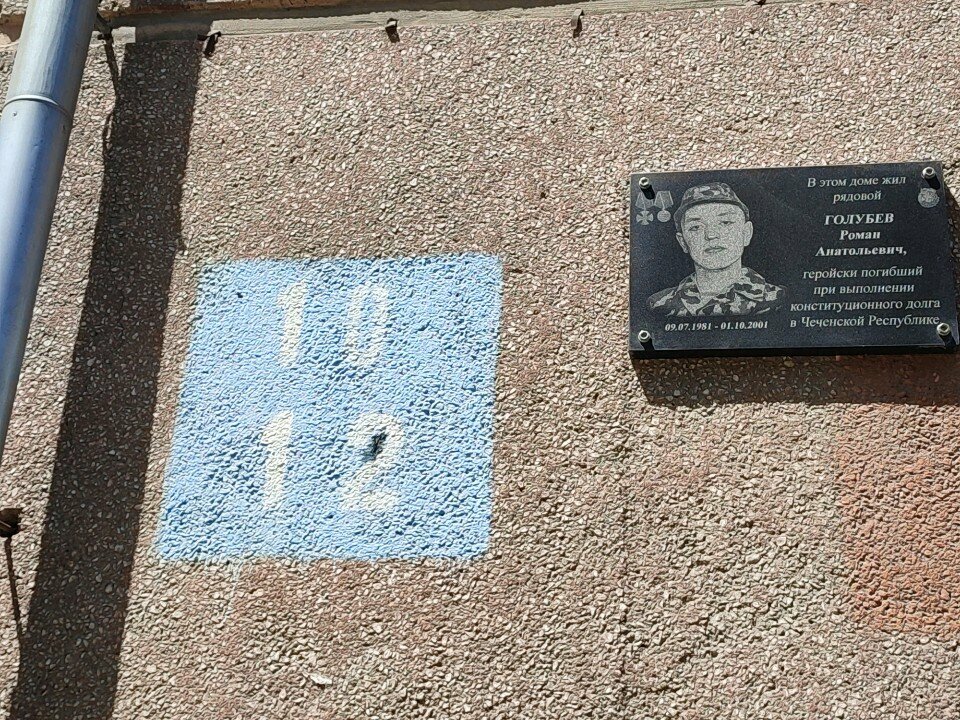 10
12
В этом доме жил
рядовой
ГОЛУБЕВ
Роман
Анатольевич,
геройски погибший
при выполнении
конституционного долга
в Чеченской Республике
09.07.1981 - 01.10.2001